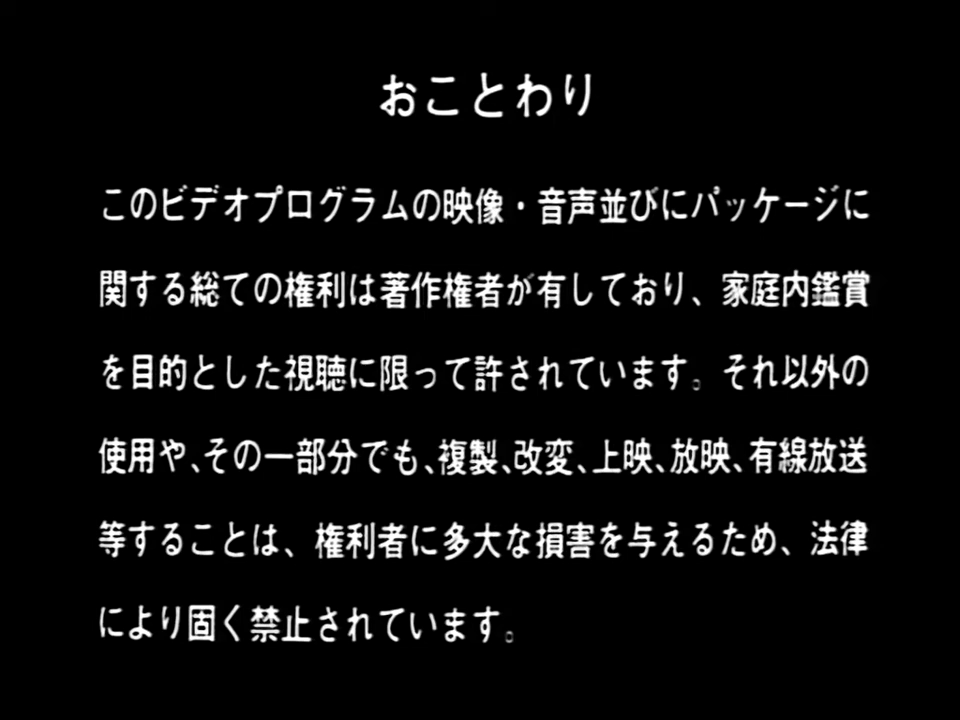 おことわり
このビデオプログラムの映像・音声並びにパッケージに
関する総ての権利は著作権者が有しており、家庭内鑑賞
を目的とした視聴に限って許されています。それ以外の
使用や、その一部分でも、複製、改変、上映、放映、有線放送
等することは、権利者に多大な損害を与えるため、法律
により固く禁止されています。